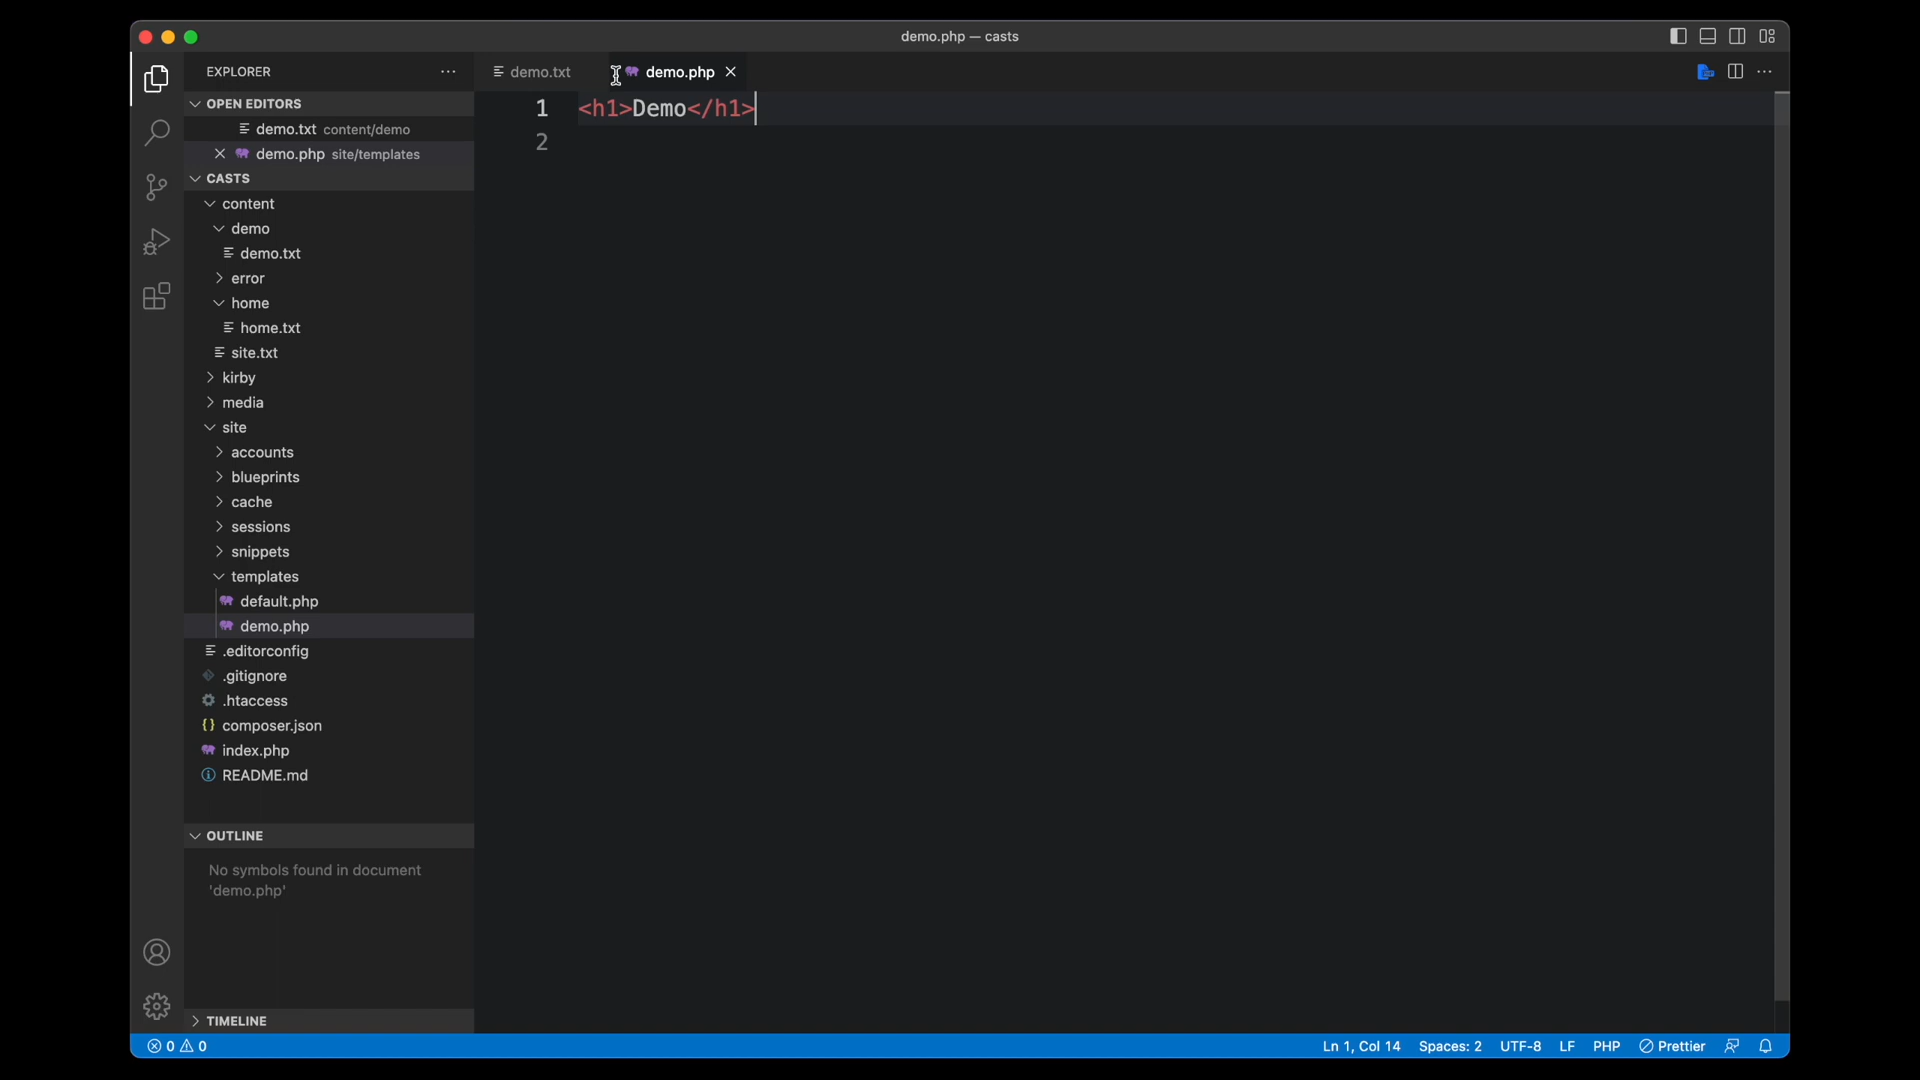 demo.php — casts
EXPLORER
demo.txt
demo.php
OPEN EDITORS
demo.txt content/demo
demo.php site/templates
CASTS
content
demo
demo.txt
error
home
home.txt
site.txt
kirby
media
site
accounts
blueprints
cache
sessions
snippets
templates
default.php
demo.php
.editorconfig
.gitignore
.htaccess
composer.json
index.php
README.md
OUTLINE
No symbols found in document
'demo.php'
TIMELINE
1 <h1>Demo</h1>
2
0 0
Ln 1, Col 14 Spaces: 2 UTF-8 LF PHP Prettier